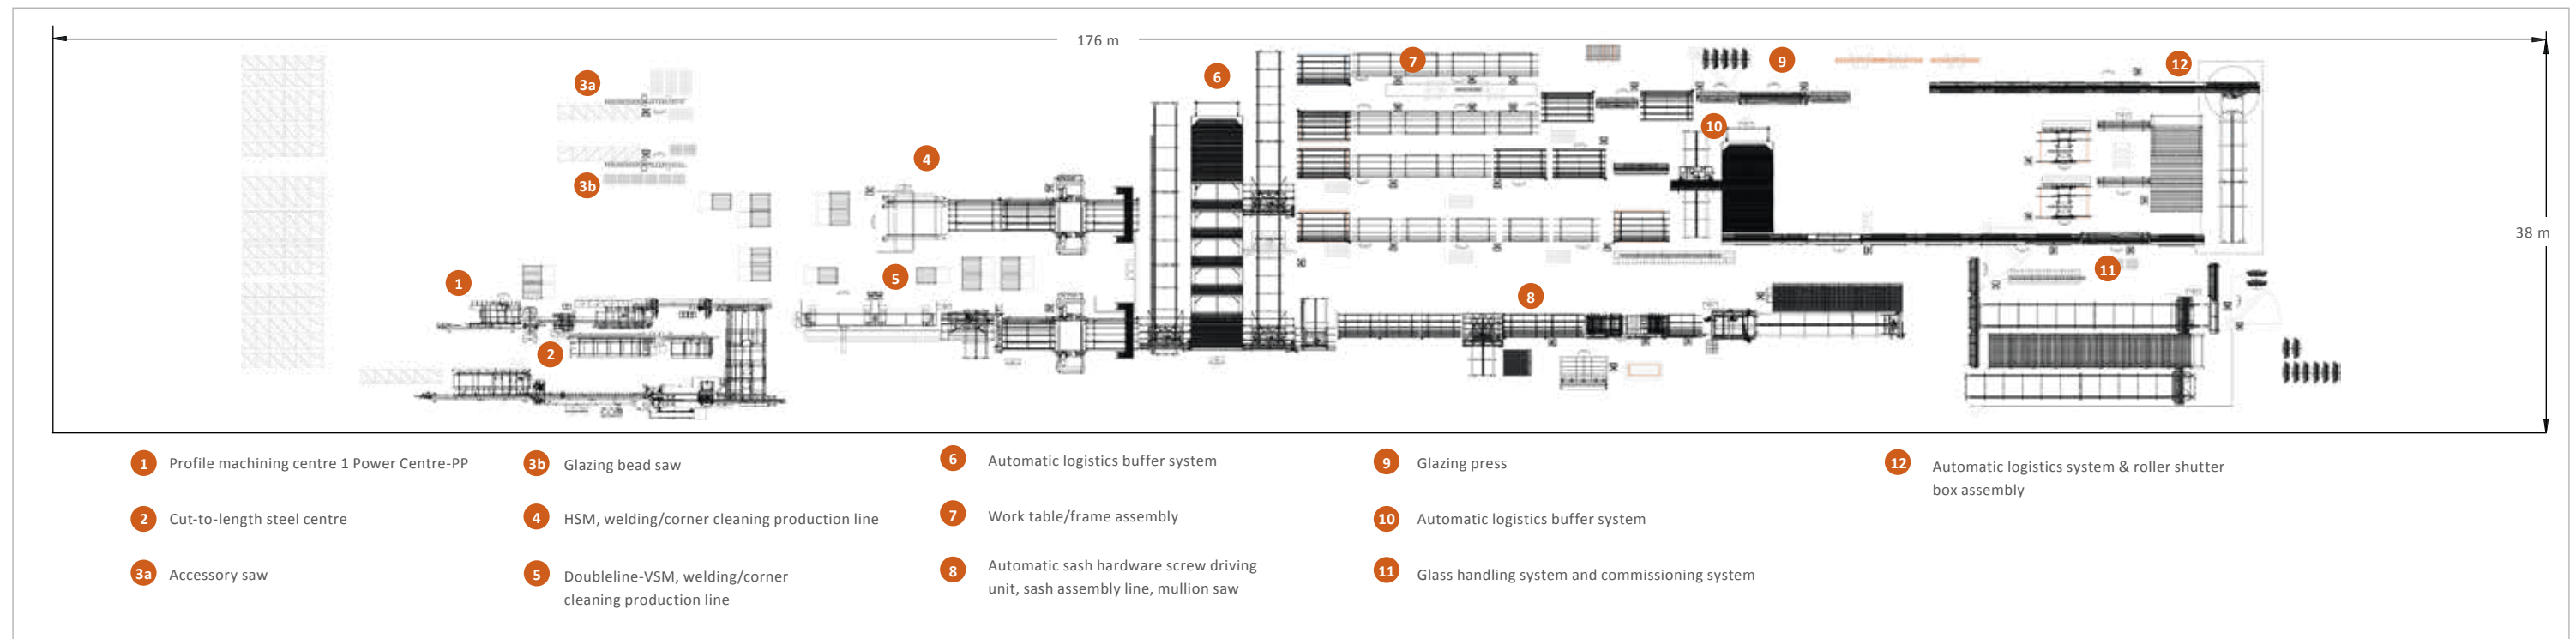 176 m
3a
6
7
9
12
10
4
3b
38 m
5
11
1
8
2
1 Profile machining centre 1 Power Centre-PP
2 Cut-to-length steel centre
3a Accessory saw
3b Glazing bead saw
4 HSM, welding/corner cleaning production line
5 Doubleline-VSM, welding/corner
cleaning production line
6 Automatic logistics buffer system
7 Work table/frame assembly
8 Automatic sash hardware screw driving
unit, sash assembly line, mullion saw
9 Glazing press
10 Automatic logistics buffer system
11 Glass handling system and commissioning system
12 Automatic logistics system & roller shutter
box assembly